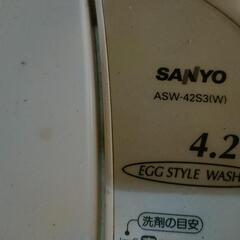 SANYO
ASW-42S3(W)
4.2
EGG STYLE WASH
洗剤の目安